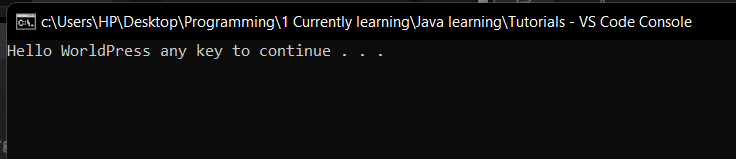 c:\Users\HP\Desktop\Programming\1 Currently learning\Java learning\Tutorials - VS Code Console
Hello WorldPress any key to continue . . .